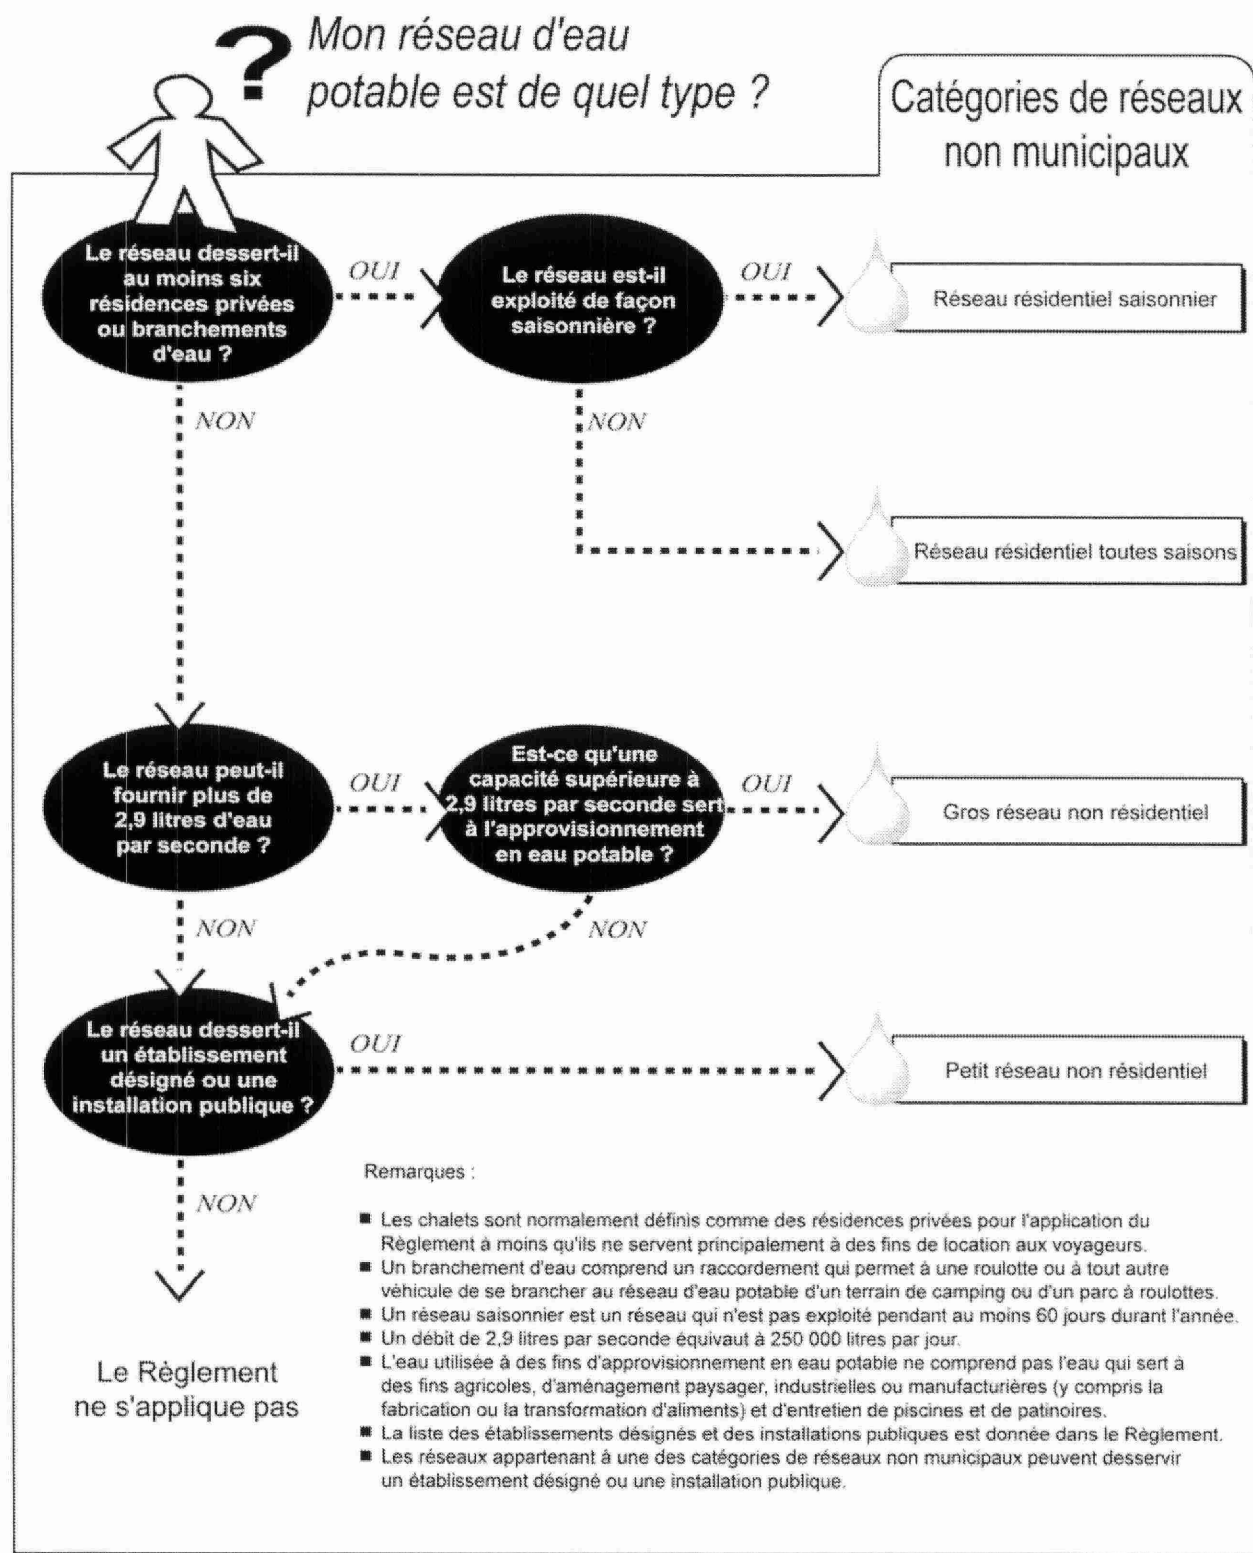 ?
Mon réseau d'eau
potable est de quel type ?
Catégories de réseaux
non municipaux
Le réseau dessert-il
au moins six
résidences privées
ou branchements
d'eau ?
OUI
Le réseau est-il
exploité de façon
saisonnière ?
OUI
Réseau résidentiel saisonnier
NON
NON
Réseau résidentiel toutes saisons
Le réseau peut-il
fournir plus de
2,9 litres d'eau
par seconde ?
OUI
Est-ce qu'une
capacité supérieure à
2,9 litres par seconde sert
à l'approvisionnement
en eau potable ?
OUI
Gros réseau non résidentiel
NON
NON
Le réseau dessert-il
un établissement
désigné ou une
installation publique ?
OUI
Petit réseau non résidentiel
NON
Le Règlement
ne s'applique pas
Remarques :
■ Les chalets sont normalement définis comme des résidences privées pour l'application du
Règlement à moins qu'ils ne servent principalement à des fins de location aux voyageurs.
■ Un branchement d'eau comprend un raccordement qui permet à une roulotte ou à tout autre
véhicule de se brancher au réseau d'eau potable d'un terrain de camping ou d'un parc à roulottes.
■ Un réseau saisonnier est un réseau qui n'est pas exploité pendant au moins 60 jours durant l'année.
■ Un débit de 2,9 litres par seconde équivaut à 250 000 litres par jour.
■ L'eau utilisée à des fins d'approvisionnement en eau potable ne comprend pas l'eau qui sert à
des fins agricoles, d'aménagement paysager, industrielles ou manufacturières (y compris la
fabrication ou la transformation d'aliments) et d'entretien de piscines et de patinoires.
■ La liste des établissements désignés et des installations publiques est donnée dans le Règlement.
■ Les réseaux appartenant à une des catégories de réseaux non municipaux peuvent desservir
un établissement désigné ou une installation publique.